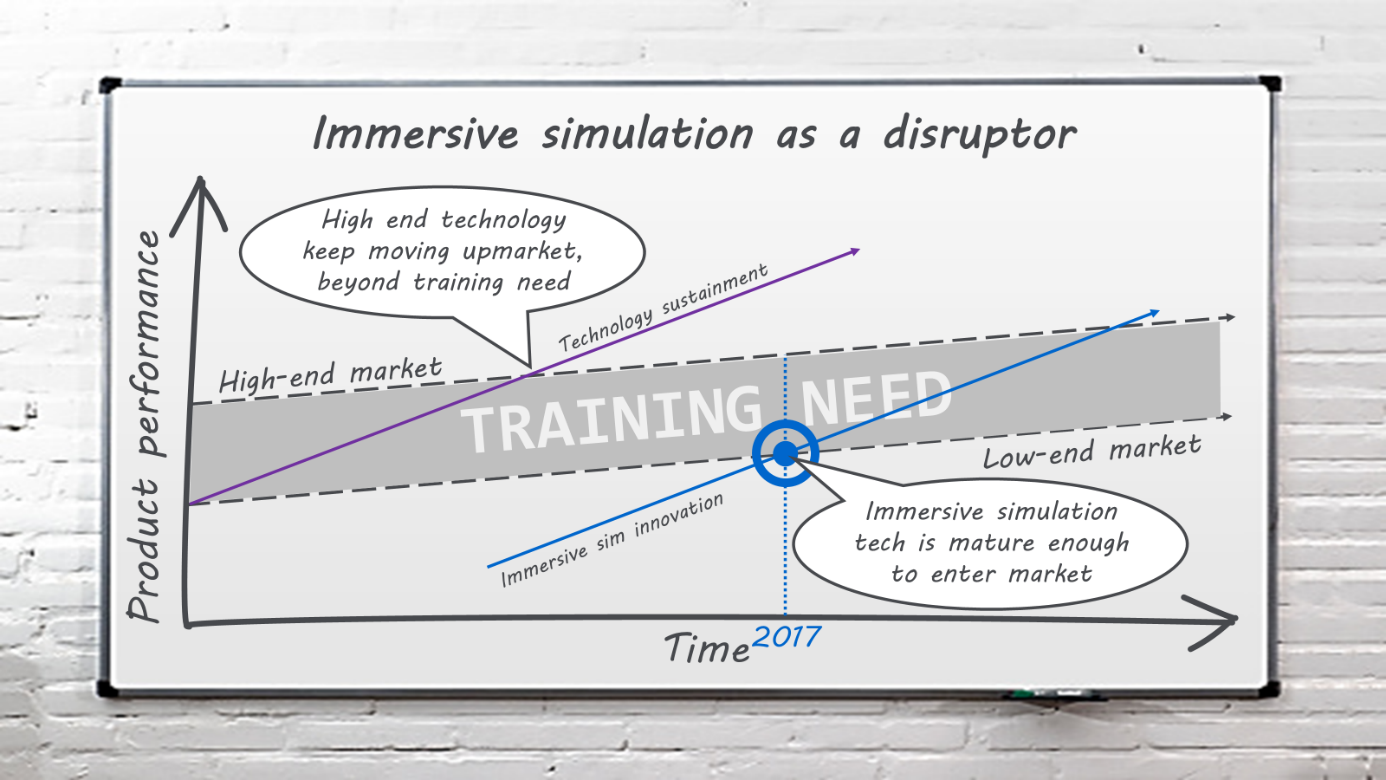 Immersive simulation as a disruptor
High end technology
keep moving upmarket,
beyond training need
Technology sustainment
High-end market
TRAINING NEED
Low-end market
Immersive sim innovation
Immersive simulation
tech is mature enough
to enter market
Product performance
Time
2017